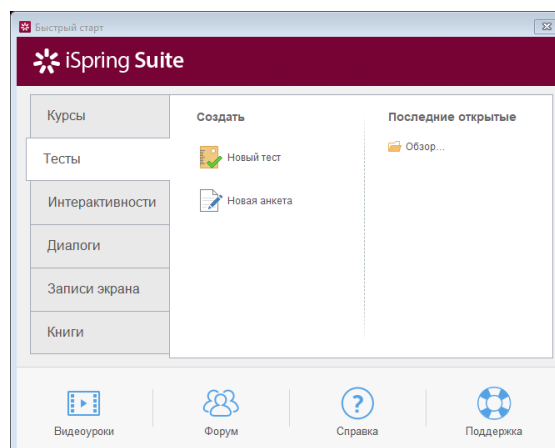 Быстрый старт
iSpring Suite
Курсы
Тесты
Интерактивности
Диалоги
Записи экрана
Книги
Создать
Новый тест
Новая анкета
Последние открытые
Обзор...
Видеоуроки
Форум
Справка
Поддержка